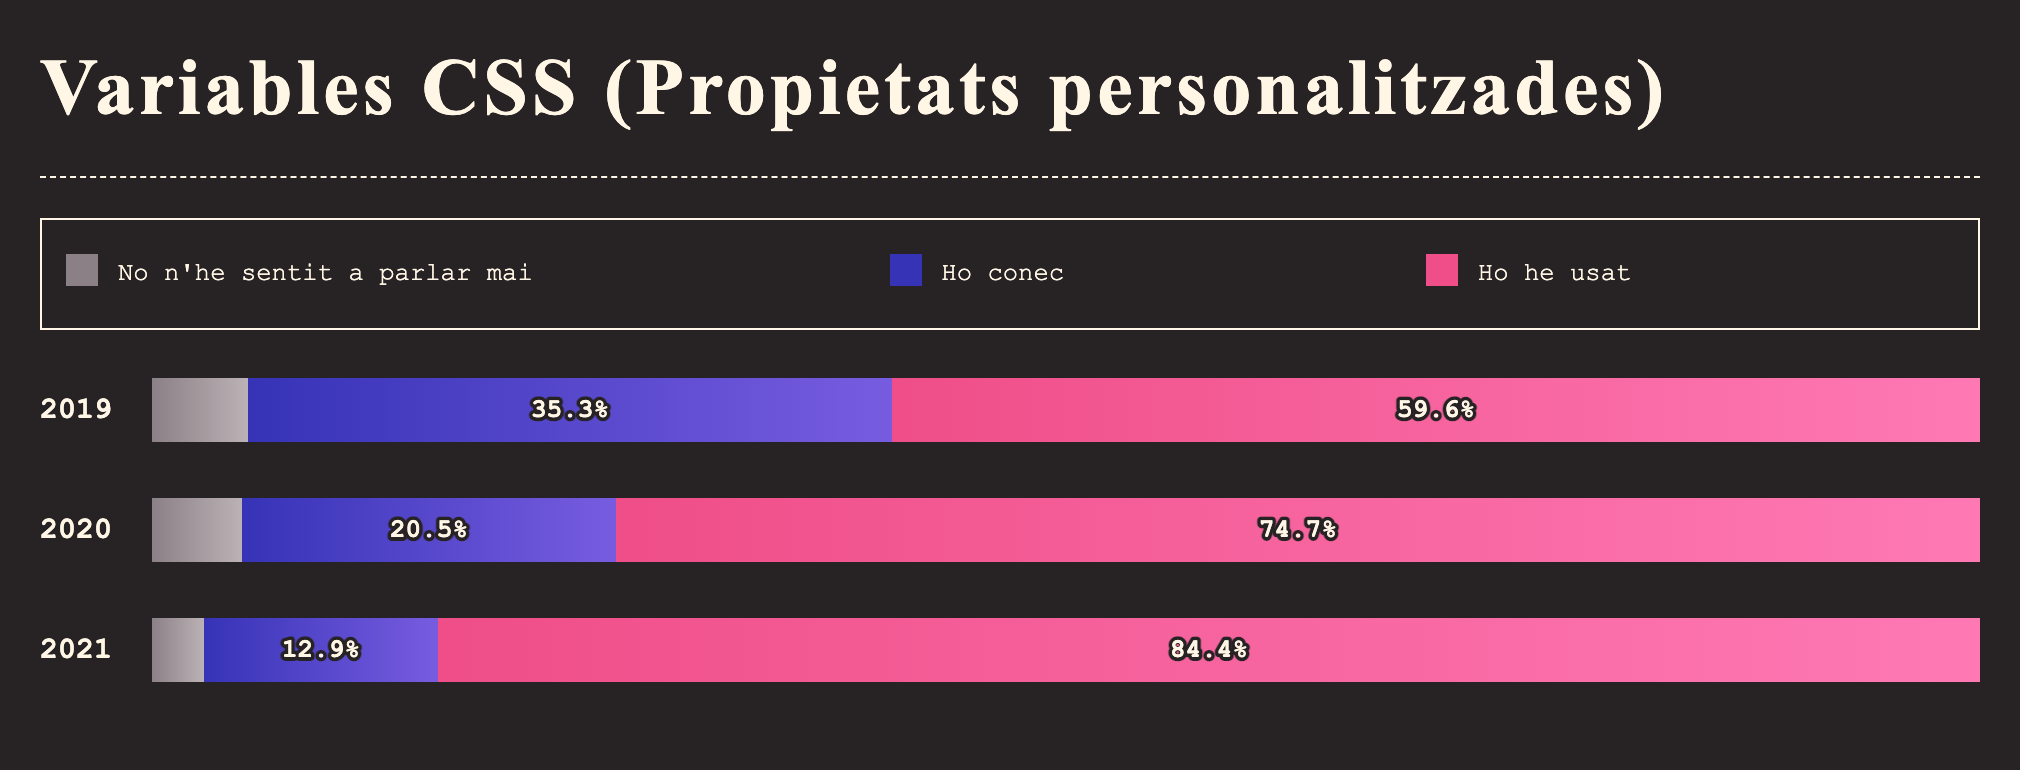 Variables CSS (Propietats personalitzades)
No n'he sentit a parlar mai
Ho conec
Ho he usat
2019 35.3% 59.6%
2020 20.5% 74.7%
2021 12.9% 84.4%